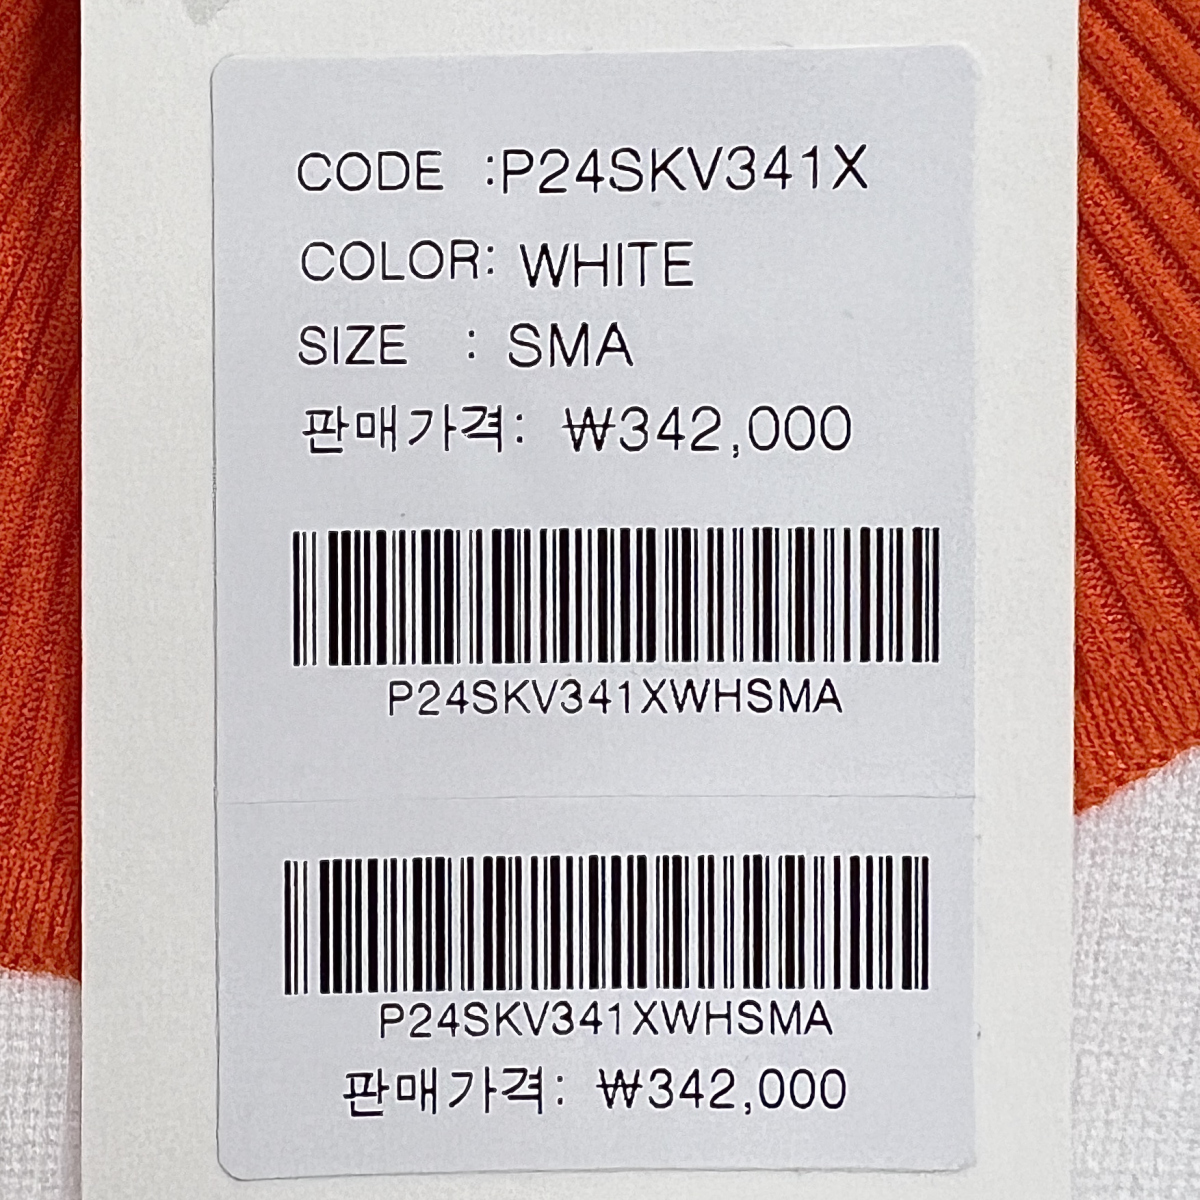 CODE :P24SKV341X
COLOR: WHITE
SIZE : SMA
판매가격: ₩342,000
P24SKV341XWHSMA
P24SKV341XWHSMA
판매가격: ₩342,000